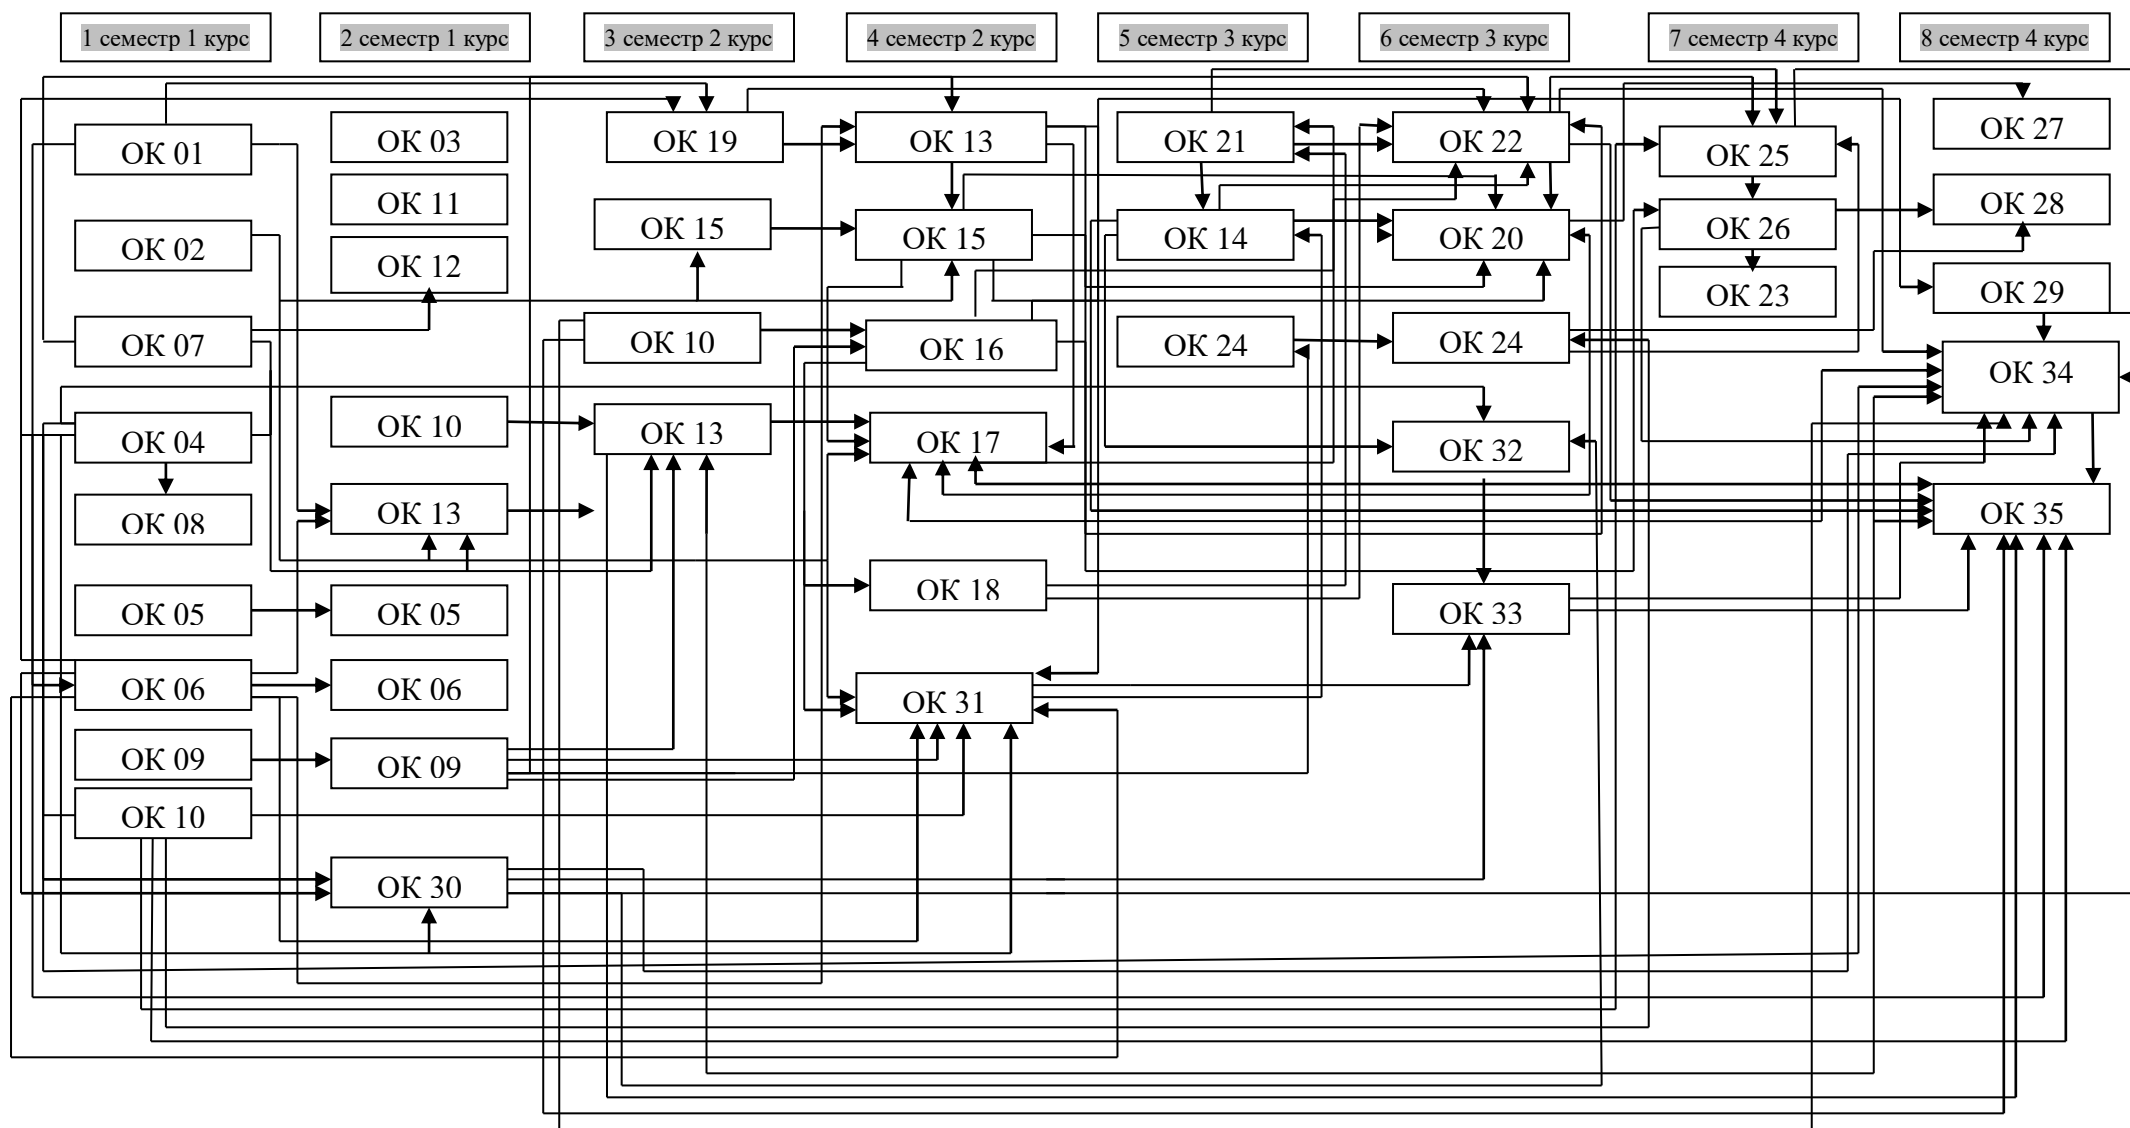 1 семестр 1 курс
2 семестр 1 курс
3 семестр 2 курс
4 семестр 2 курс
5 семестр 3 курс
6 семестр 3 курс
7 семестр 4 курс
8 семестр 4 курс
ОК 01
ОК 02
ОК 07
ОК 04
ОК 08
ОК 05
ОК 06
ОК 09
ОК 10
ОК 03
ОК 11
ОК 12
ОК 10
ОК 13
ОК 05
ОК 06
ОК 09
ОК 30
ОК 19
ОК 15
ОК 10
ОК 13
ОК 13
ОК 15
ОК 16
ОК 17
ОК 18
ОК 31
ОК 21
ОК 14
ОК 24
ОК 22
ОК 20
ОК 24
ОК 32
ОК 33
ОК 25
ОК 26
ОК 23
ОК 27
ОК 28
ОК 29
ОК 34
ОК 35